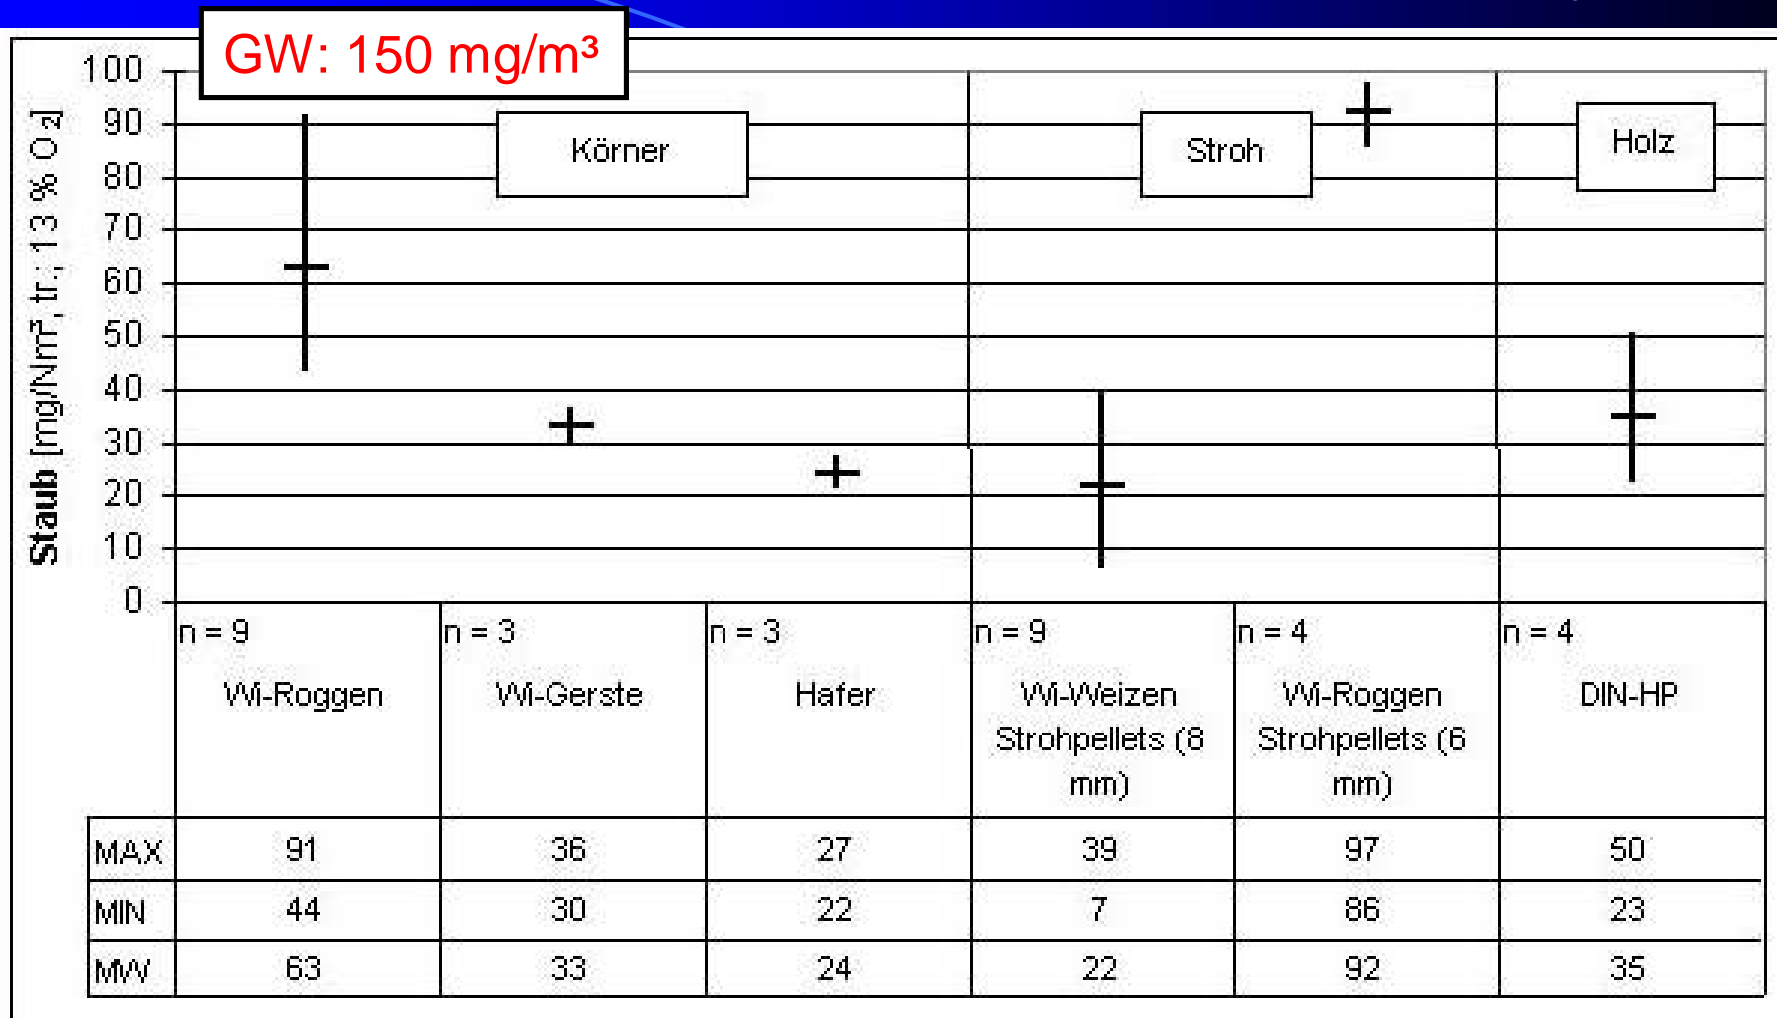 GW: 150 mg/m³
Staub [mg/Nm³, tr.; 13 % O₂]
100
90
80
70
60
50
40
30
20
10
0
Körner
Stroh
Holz
n = 9 n = 3 n = 3 n = 9 n = 4 n = 4
Wi-Roggen Wi-Gerste Hafer Wi-Weizen Wi-Roggen DIN-HP
Strohpellets (8 Strohpellets (6
mm) mm)
MAX 91 36 27 39 97 50
MIN 44 30 22 7 86 23
MW 63 33 24 22 92 35